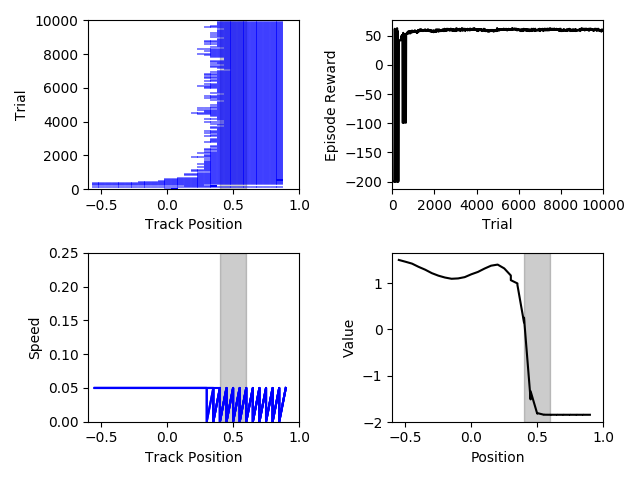 10000
8000
6000
4000
2000
0
Trial
−0.5 0.0 0.5 1.0
Track Position
50
0
−50
−100
−150
−200
Episode Reward
0 2000 4000 6000 8000 10000
Trial
0.25
0.20
0.15
0.10
0.05
0.00
Speed
−0.5 0.0 0.5 1.0
Track Position
1
0
−1
−2
Value
−0.5 0.0 0.5 1.0
Position